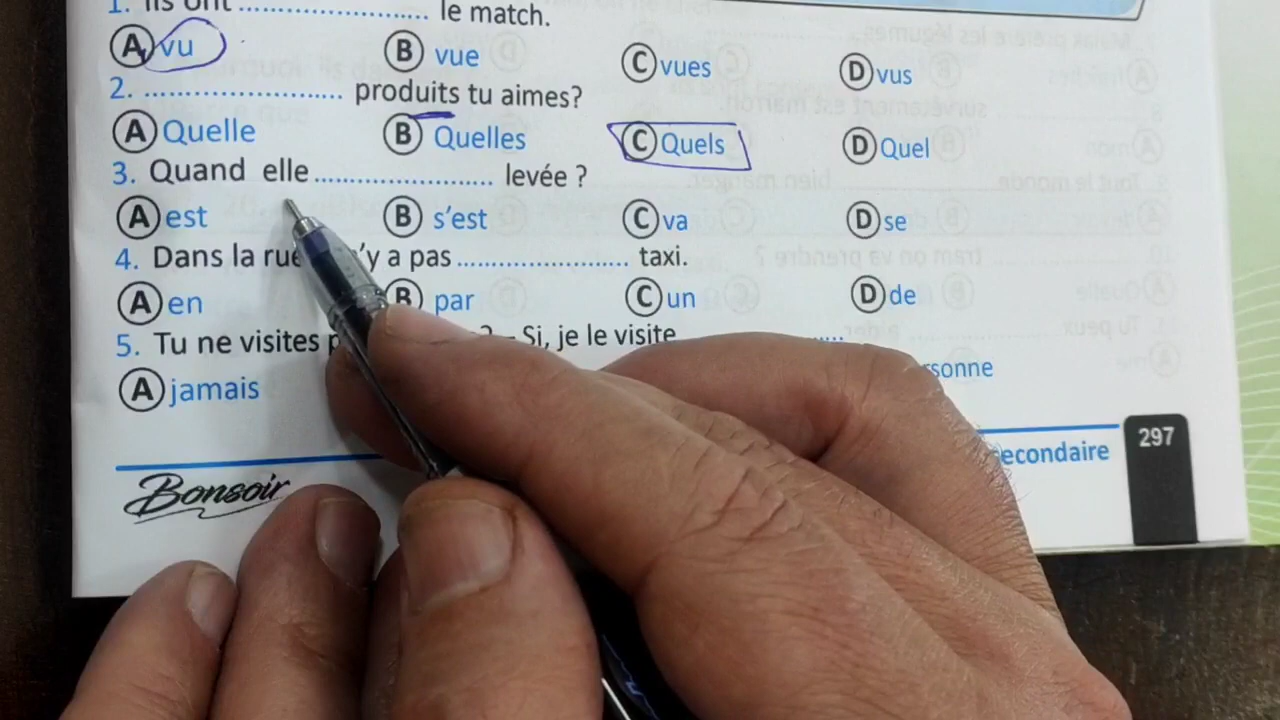 1. Ils ont ........................... le match.
A vu B vue C vues D vus
2. ........................... produits tu aimes?
A Quelle B Quelles C Quels D Quel
3. Quand elle ........................ levée ?
A est B s'est C va D se
4. Dans la rue 'y a pas ........................ taxi.
A en B par C un D de
5. Tu ne visites ? – Si, je le visite ........
A jamais
Bonsoir
297